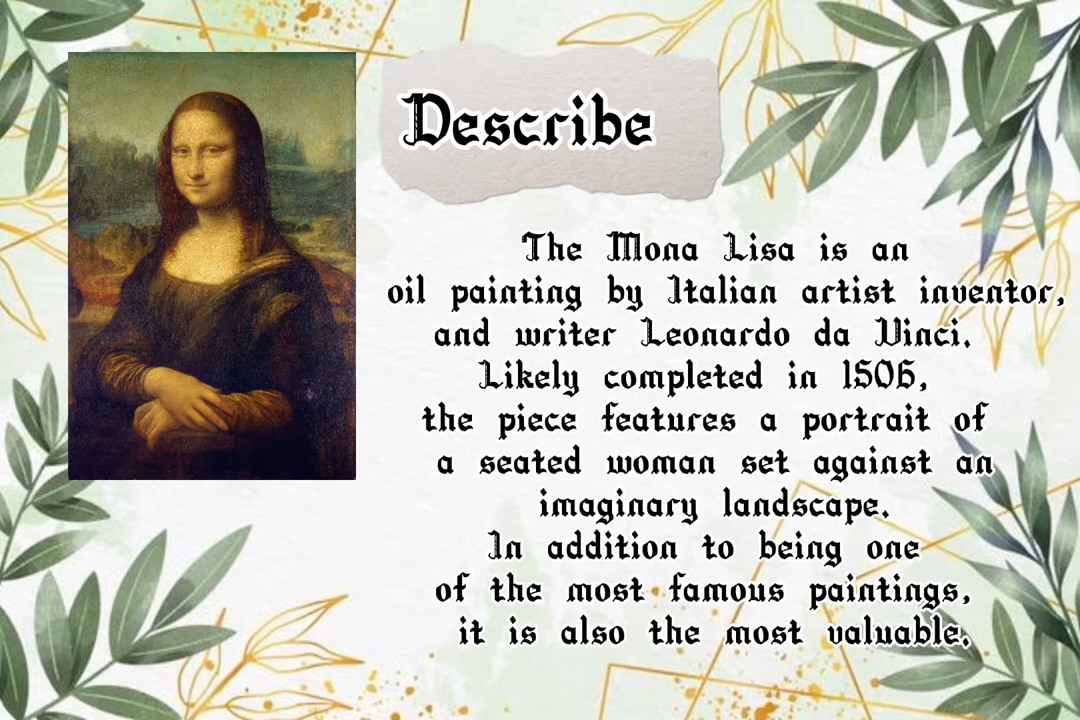 Describe
The Mona Lisa is an
oil painting by Italian artist inventor,
and writer Leonardo da Vinci.
Likely completed in 1506,
the piece features a portrait of
a seated woman set against an
imaginary landscape.
In addition to being one
of the most famous paintings,
it is also the most valuable.